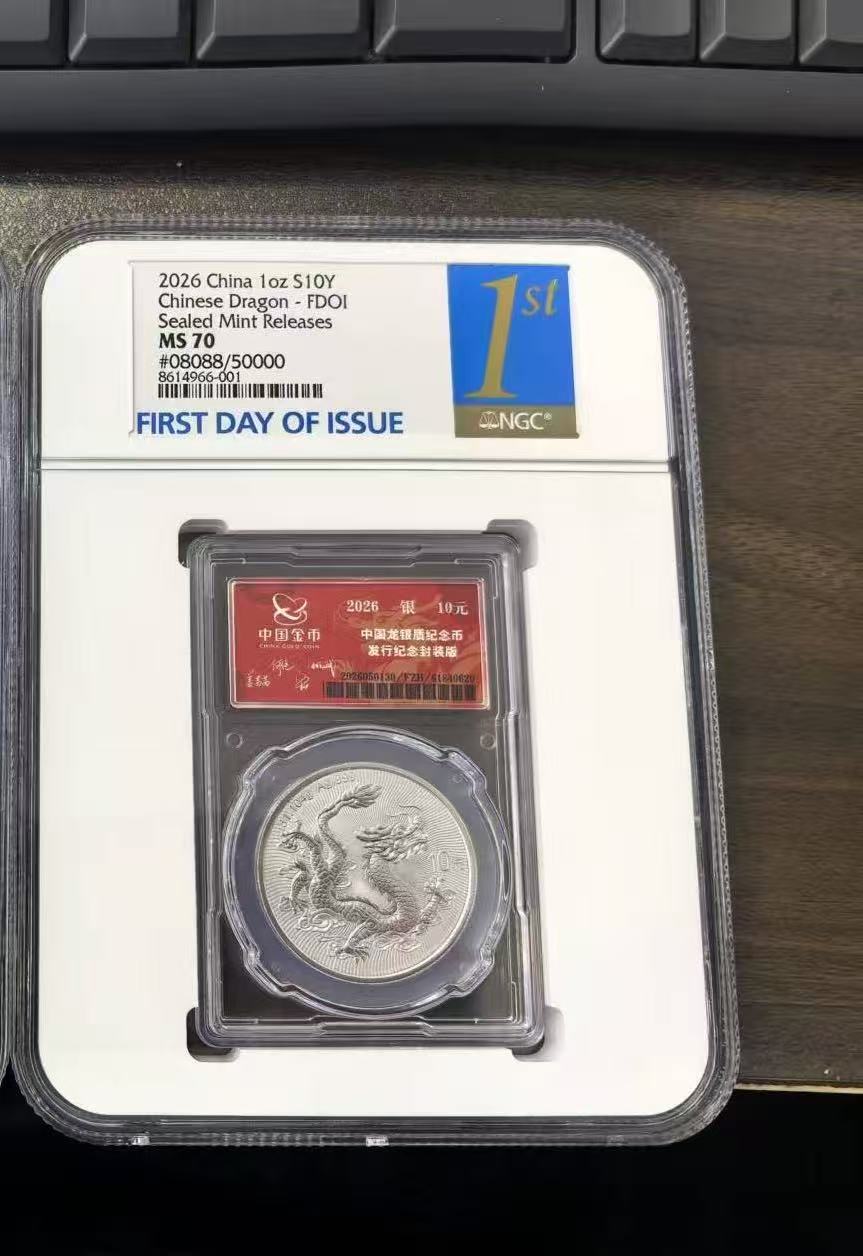 2026 China 1oz S10Y
Chinese Dragon - FDOI
Sealed Mint Releases
MS 70
#08088/50000
8614966-001
FIRST DAY OF ISSUE
1st
NGC®
中国金币
CHINA GOLD COIN
2026 银 10元
中国龙银质纪念币
发行纪念封装版
10元